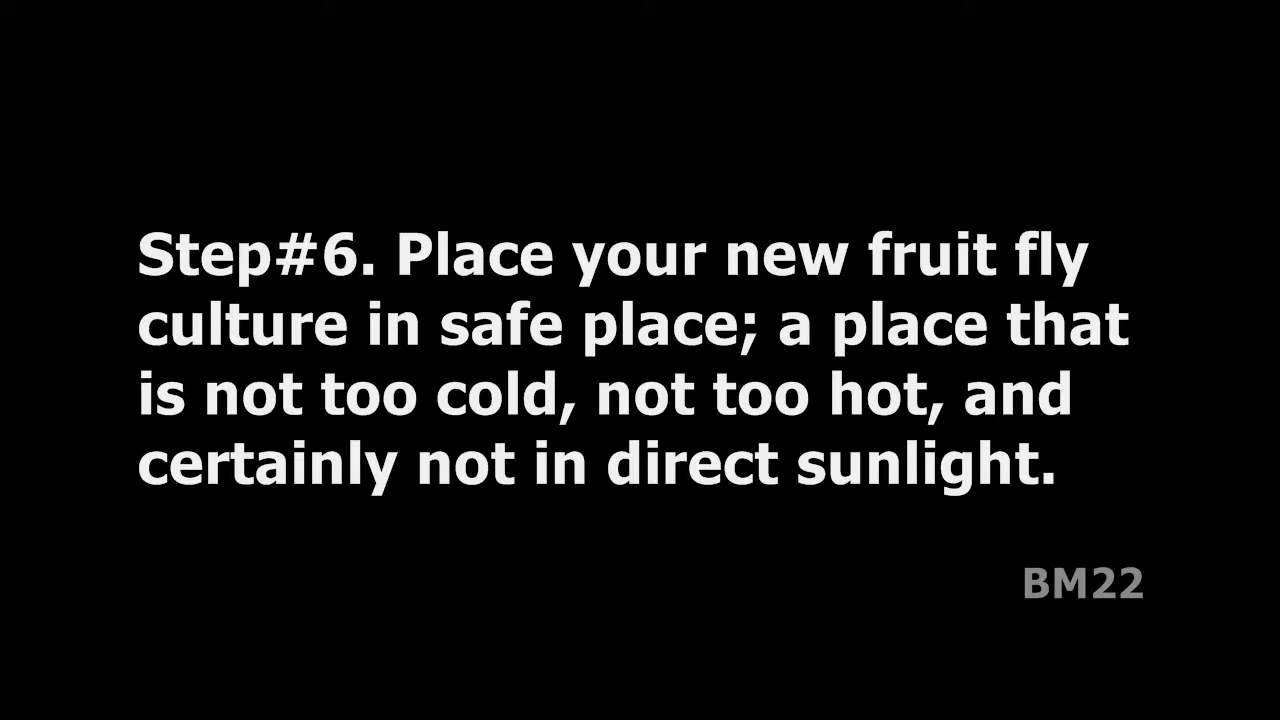 Step#6. Place your new fruit fly
culture in safe place; a place that
is not too cold, not too hot, and
certainly not in direct sunlight.
BM22